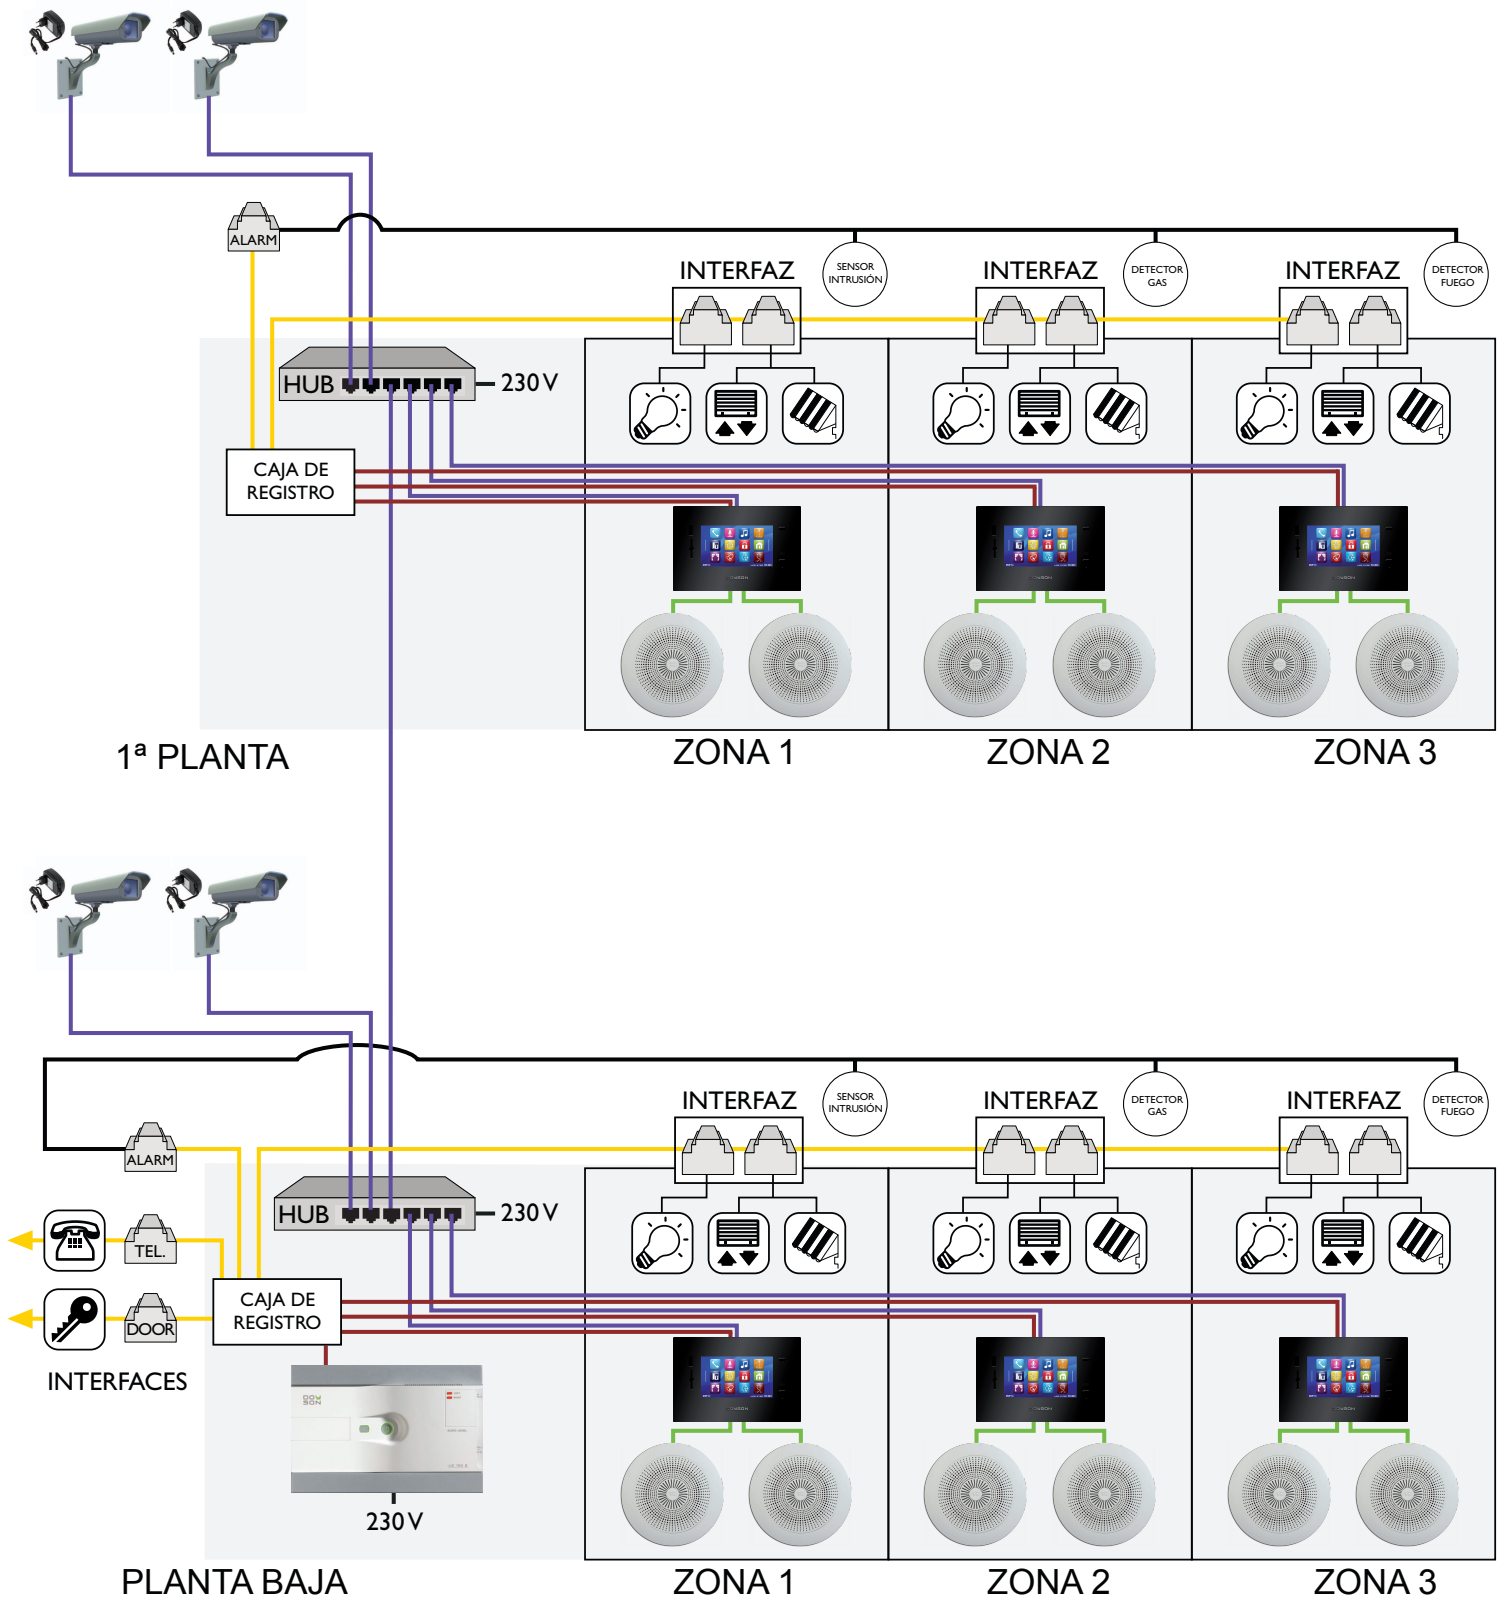 ALARM
INTERFAZ
SENSOR
INTRUSIÓN
INTERFAZ
DETECTOR
GAS
INTERFAZ
DETECTOR
FUEGO
HUB
230 V
CAJA DE
REGISTRO
1ª PLANTA
ZONA 1
ZONA 2
ZONA 3
INTERFAZ
SENSOR
INTRUSIÓN
INTERFAZ
DETECTOR
GAS
INTERFAZ
DETECTOR
FUEGO
ALARM
HUB
230 V
TEL.
DOOR
CAJA DE
REGISTRO
INTERFACES
230 V
PLANTA BAJA
ZONA 1
ZONA 2
ZONA 3